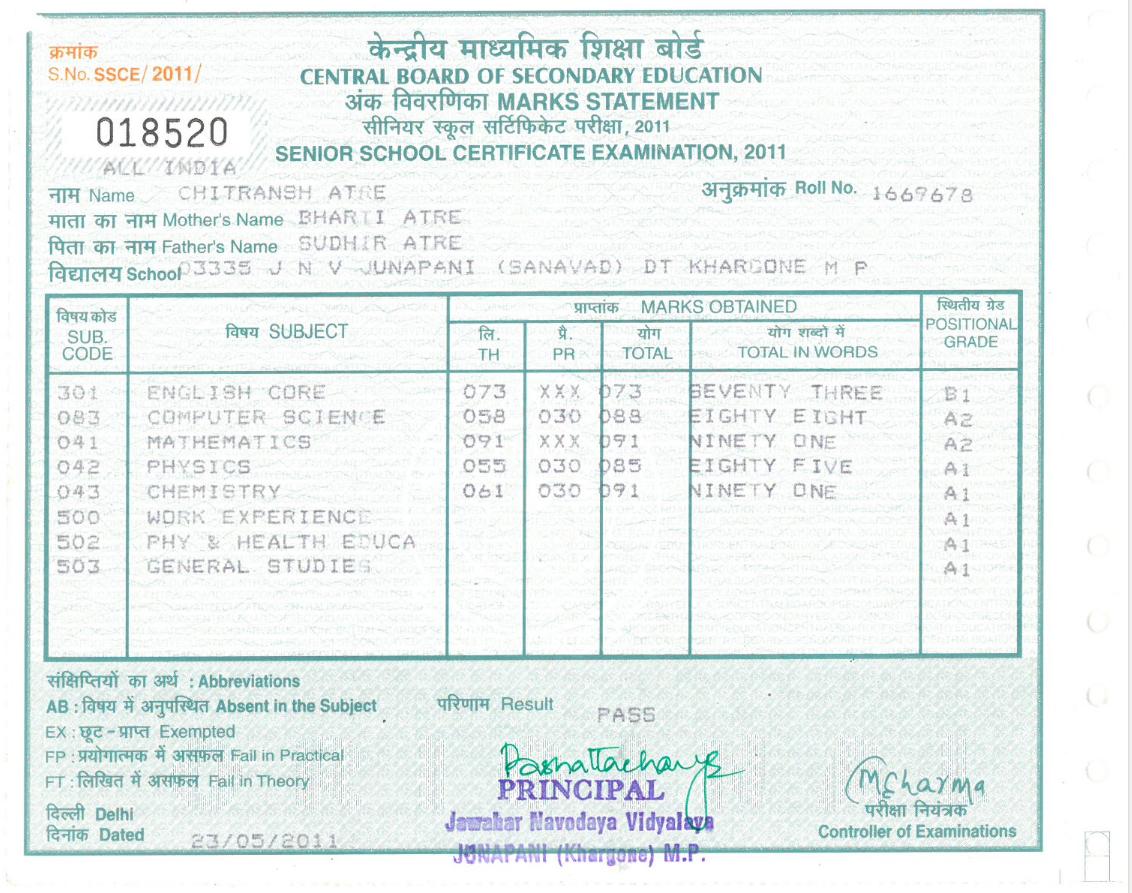 क्रमांक
S.No. SSCE/ 2011/
केन्द्रीय माध्यमिक शिक्षा बोर्ड
CENTRAL BOARD OF SECONDARY EDUCATION
अंक विवरणिका MARKS STATEMENT
सीनियर स्कूल सर्टिफिकेट परीक्षा, 2011
SENIOR SCHOOL CERTIFICATE EXAMINATION, 2011
018520
ALL INDIA
नाम Name CHITRANSH ATRE
अनुक्रमांक Roll No. 1669678
माता का नाम Mother's Name BHARTI ATRE
पिता का नाम Father's Name SUDHIR ATRE
विद्यालय School 03335 J N V JUNAPANI (SANAVAD) DT KHARGONE M P
विषय कोड SUB. CODE विषय SUBJECT प्राप्तांक MARKS OBTAINED स्थितीय ग्रेड POSITIONAL GRADE
लि. TH प्रै. PR योग TOTAL योग शब्दो में TOTAL IN WORDS
301 ENGLISH CORE 073 XXX 073 SEVENTY THREE B1
083 COMPUTER SCIENCE 058 030 088 EIGHTY EIGHT A2
041 MATHEMATICS 091 XXX 091 NINETY ONE A2
042 PHYSICS 055 030 085 EIGHTY FIVE A1
043 CHEMISTRY 061 030 091 NINETY ONE A1
500 WORK EXPERIENCE A1
502 PHY & HEALTH EDUCA A1
503 GENERAL STUDIES A1
संक्षिप्तियों का अर्थ : Abbreviations
AB : विषय में अनुपस्थित Absent in the Subject
EX : छूट - प्राप्त Exempted
FP : प्रयोगात्मक में असफल Fail in Practical
FT : लिखित में असफल Fail in Theory
परिणाम Result PASS
दिल्ली Delhi
दिनांक Dated 23/05/2011
PRINCIPAL
Jawahar Navodaya Vidyalaya
JUNAPANI (Khargone) M.P.
परीक्षा नियंत्रक
Controller of Examinations